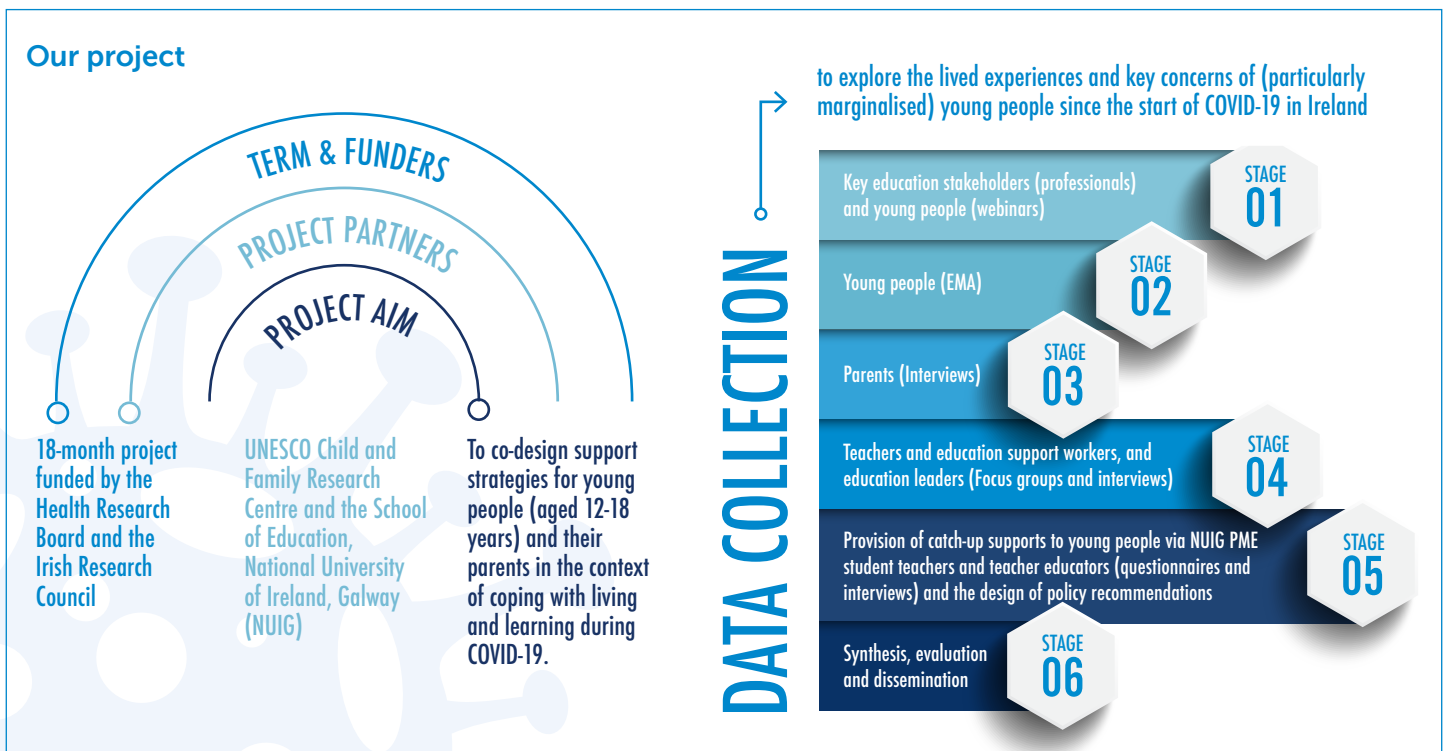 Our project
TERM & FUNDERS
PROJECT PARTNERS
PROJECT AIM
18-month project
funded by the
Health Research
Board and the
Irish Research
Council
UNESCO Child and
Family Research
Centre and the School
of Education,
National University
of Ireland, Galway
(NUIG)
To co-design support
strategies for young
people (aged 12-18
years) and their
parents in the context
of coping with living
and learning during
COVID-19.
DATA COLLECTION
to explore the lived experiences and key concerns of (particularly
marginalised) young people since the start of COVID-19 in Ireland
Key education stakeholders (professionals)
and young people (webinars)
STAGE
01
Young people (EMA)
STAGE
02
Parents (Interviews)
STAGE
03
Teachers and education support workers, and
education leaders (Focus groups and interviews)
STAGE
04
Provision of catch-up supports to young people via NUIG PME
student teachers and teacher educators (questionnaires and
interviews) and the design of policy recommendations
STAGE
05
Synthesis, evaluation
and dissemination
STAGE
06